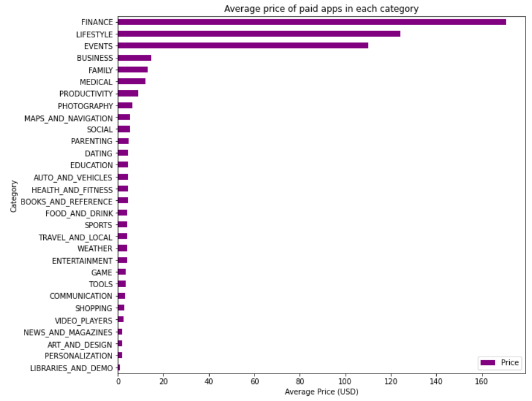 Average price of paid apps in each category
FINANCE
LIFESTYLE
EVENTS
BUSINESS
FAMILY
MEDICAL
PRODUCTIVITY
PHOTOGRAPHY
MAPS_AND_NAVIGATION
SOCIAL
PARENTING
DATING
EDUCATION
AUTO_AND_VEHICLES
HEALTH_AND_FITNESS
BOOKS_AND_REFERENCE
FOOD_AND_DRINK
SPORTS
TRAVEL_AND_LOCAL
WEATHER
ENTERTAINMENT
GAME
TOOLS
COMMUNICATION
SHOPPING
VIDEO_PLAYERS
NEWS_AND_MAGAZINES
ART_AND_DESIGN
PERSONALIZATION
LIBRARIES_AND_DEMO
Category
Price
0 20 40 60 80 100 120 140 160
Average Price (USD)